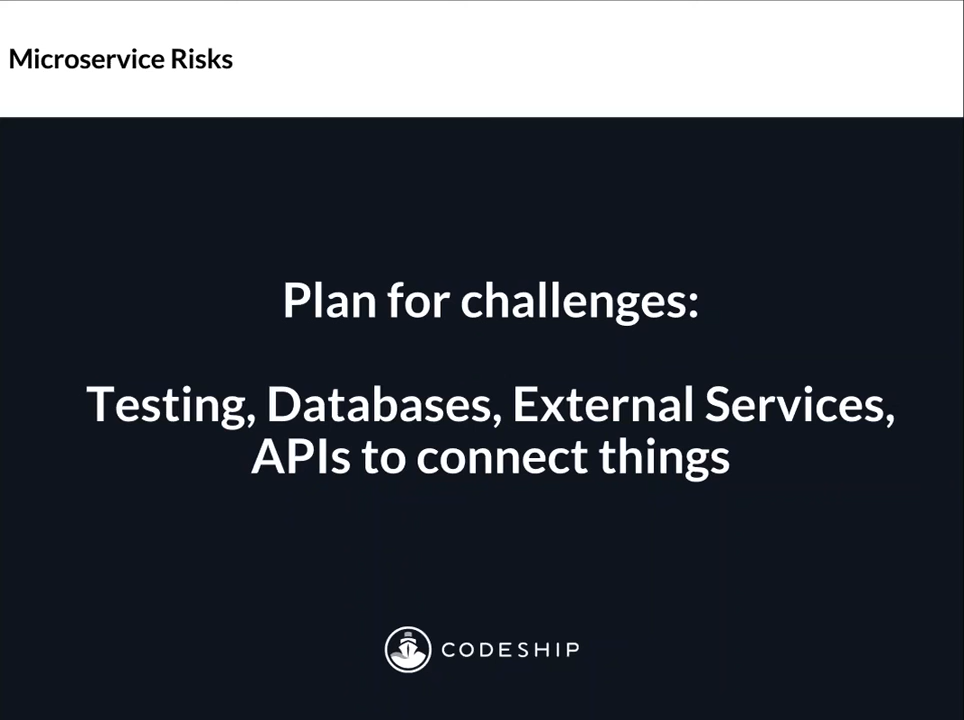 Microservice Risks
Plan for challenges:
Testing, Databases, External Services,
APIs to connect things
CODESHIP